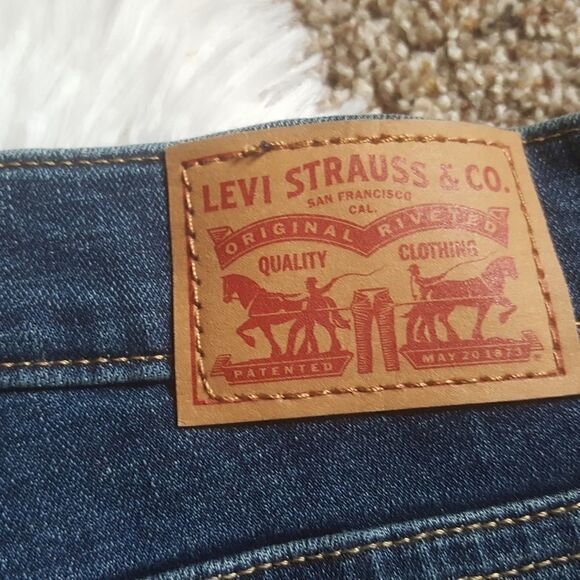 LEVI STRAUSS & CO.
SAN FRANCISCO
CAL.
ORIGINAL RIVETED
QUALITY CLOTHING
PATENTED MAY 20 1873